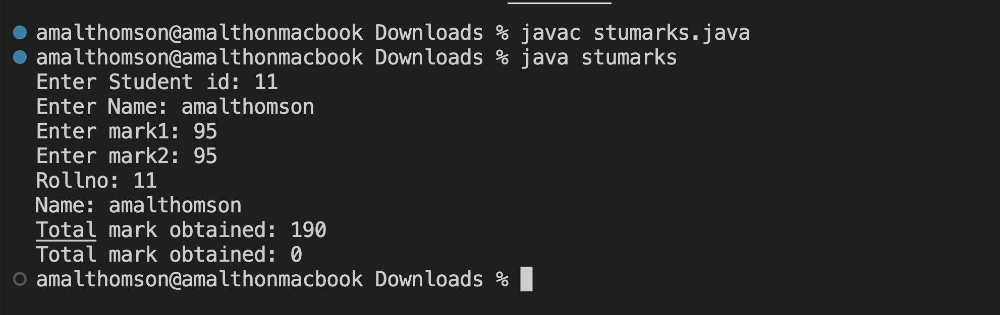 amalthomson@amalthonmacbook Downloads % javac stumarks.java
amalthomson@amalthonmacbook Downloads % java stumarks
Enter Student id: 11
Enter Name: amalthomson
Enter mark1: 95
Enter mark2: 95
Rollno: 11
Name: amalthomson
Total mark obtained: 190
Total mark obtained: 0
amalthomson@amalthonmacbook Downloads %